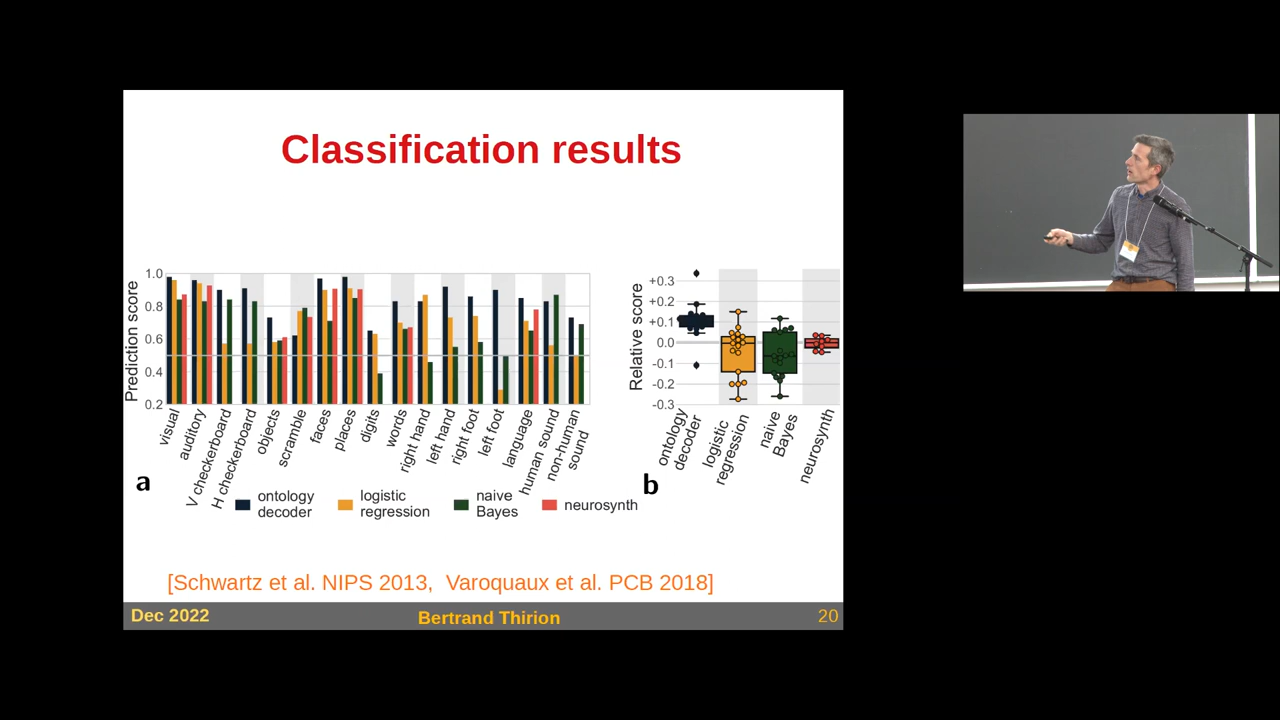 Classification results
Prediction score
1.0
0.8
0.6
0.4
0.2
visual
auditory
V checkerboard
H checkerboard
objects
scramble
faces
places
digits
words
right hand
left hand
right foot
left foot
language
human sound
non-human
sound
a
ontology
decoder
logistic
regression
naive
Bayes
neurosynth
Relative score
+0.3
+0.2
+0.1
0.0
-0.1
-0.2
-0.3
ontology
decoder
logistic
regression
naive
Bayes
neurosynth
b
[Schwartz et al. NIPS 2013, Varoquaux et al. PCB 2018]
Dec 2022
Bertrand Thirion
20